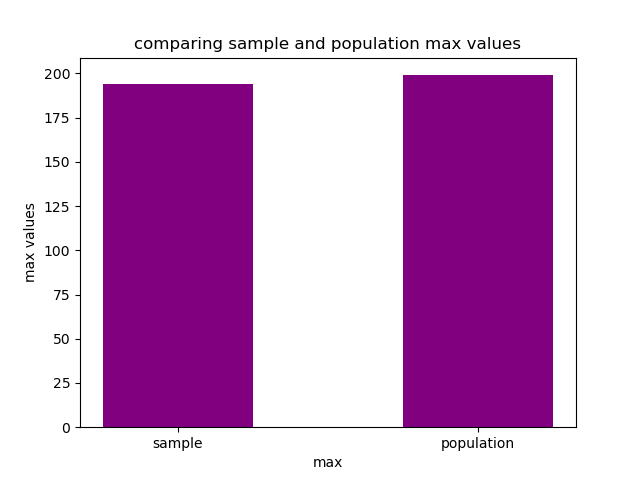 comparing sample and population max values
200
175
150
125
100
75
50
25
0
max values
sample population
max